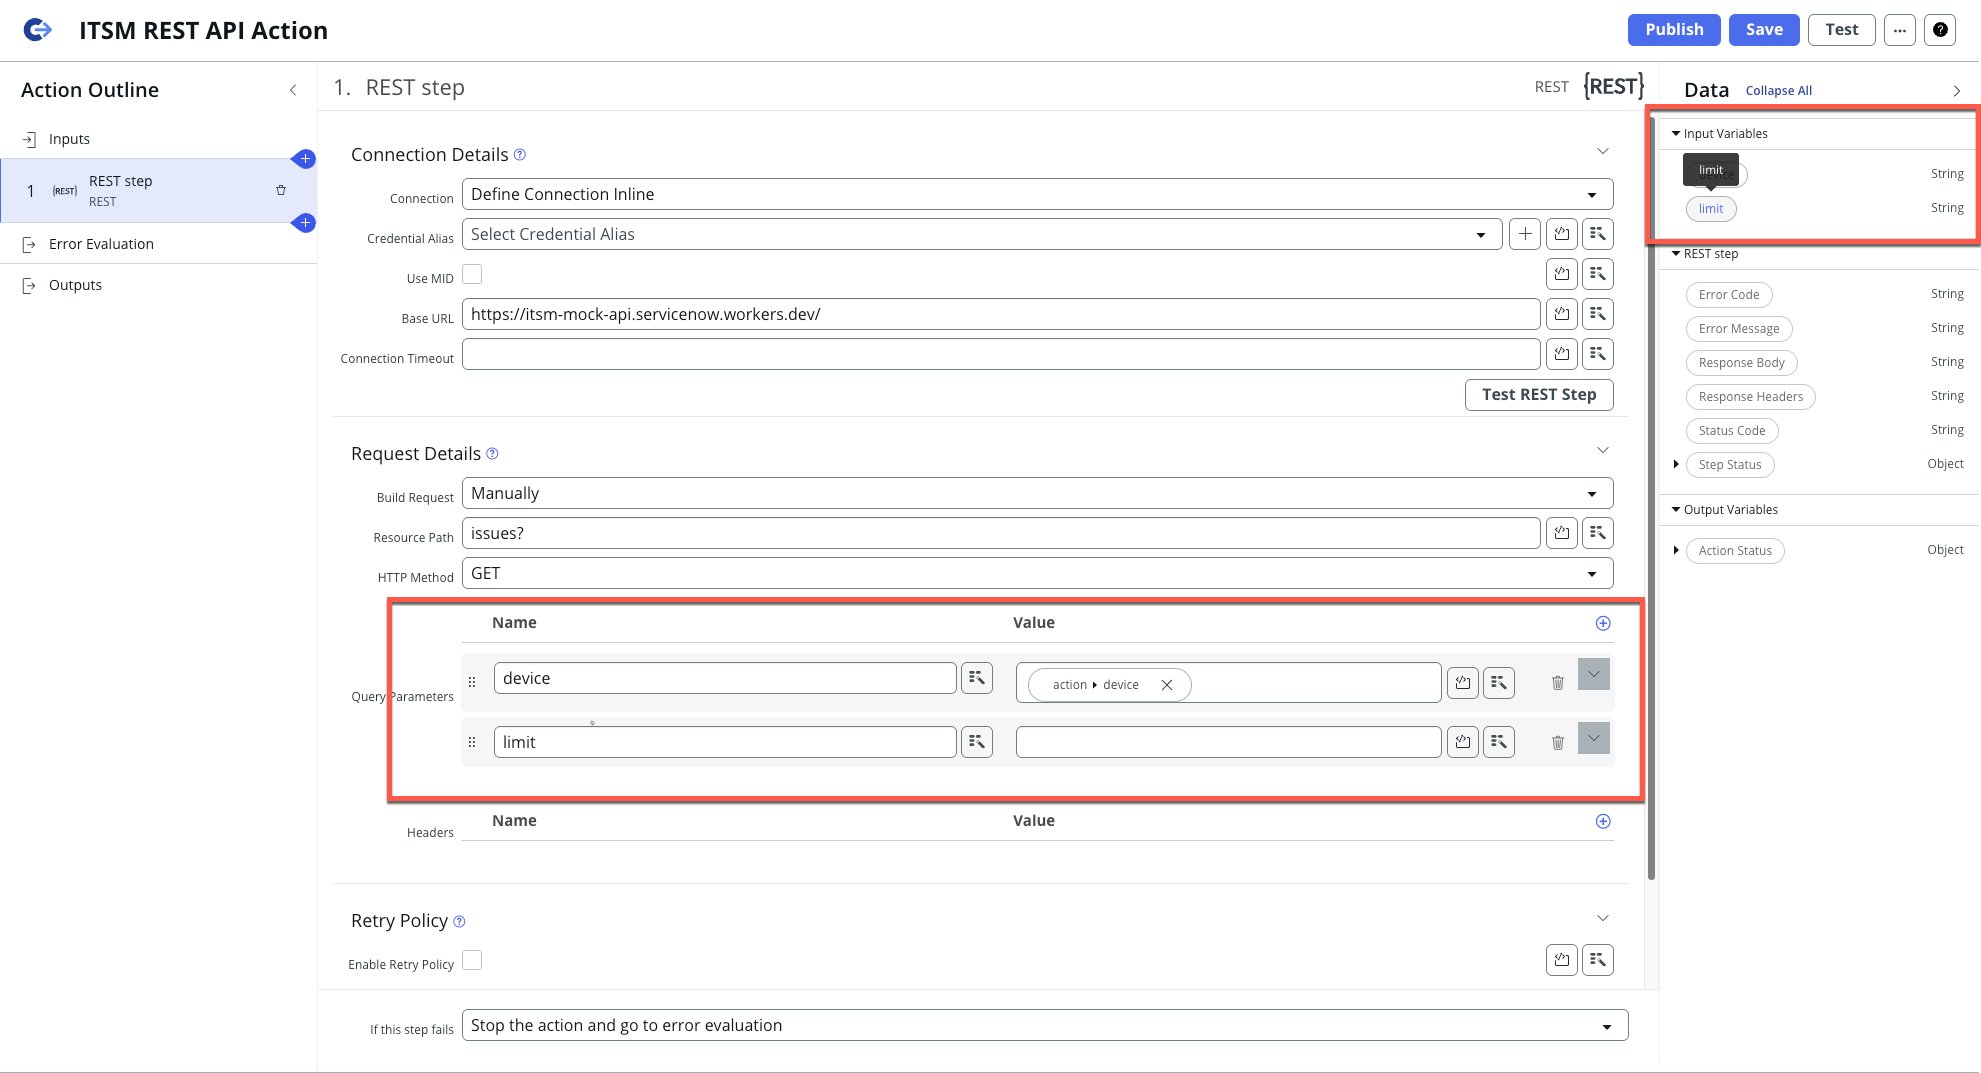 ITSM REST API Action
Publish
Save
Test
...
?
Action Outline
Inputs
1
{REST}
REST step
REST
Error Evaluation
Outputs
1. REST step
REST {REST}
Connection Details ?
Connection
Define Connection Inline
Credential Alias
Select Credential Alias
Use MID
Base URL
https://itsm-mock-api.servicenow.workers.dev/
Connection Timeout
Test REST Step
Request Details ?
Build Request
Manually
Resource Path
issues?
HTTP Method
GET
Query Parameters
Name Value
device
action ▸ device
limit
Headers
Name Value
Retry Policy ?
Enable Retry Policy
If this step fails
Stop the action and go to error evaluation
Data Collapse All
Input Variables
limit
device String
limit String
REST step
Error Code String
Error Message String
Response Body String
Response Headers String
Status Code String
Step Status Object
Output Variables
Action Status Object